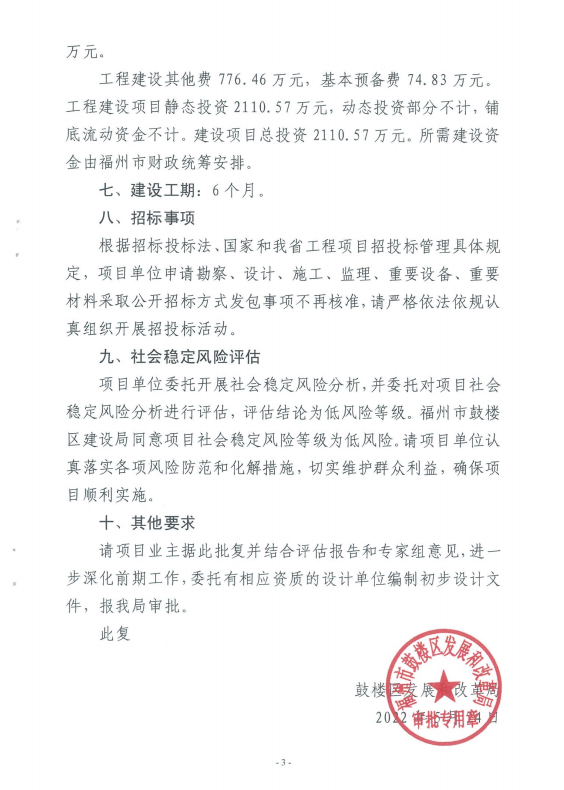 万元。
工程建设其他费 776.46 万元，基本预备费 74.83 万元。
工程建设项目静态投资 2110.57 万元，动态投资部分不计，铺
底流动资金不计。建设项目总投资 2110.57 万元。所需建设资
金由福州市财政统筹安排。
七、建设工期：6 个月。
八、招标事项
根据招标投标法、国家和我省工程项目招投标管理具体规
定，项目单位申请勘察、设计、施工、监理、重要设备、重要
材料采取公开招标方式发包事项不再核准，请严格依法依规认
真组织开展招投标活动。
九、社会稳定风险评估
项目单位委托开展社会稳定风险分析，并委托对项目社会
稳定风险分析进行评估，评估结论为低风险等级。福州市鼓楼
区建设局同意项目社会稳定风险等级为低风险。请项目单位认
真落实各项风险防范和化解措施，切实维护群众利益，确保项
目顺利实施。
十、其他要求
请项目业主据此批复并结合评估报告和专家组意见，进一
步深化前期工作，委托有相应资质的设计单位编制初步设计文
件，报我局审批。
此复
福州市鼓楼区发展和改革局
审批专用章
鼓楼区发展和改革局
2022 年 5 月 24 日
- 3 -